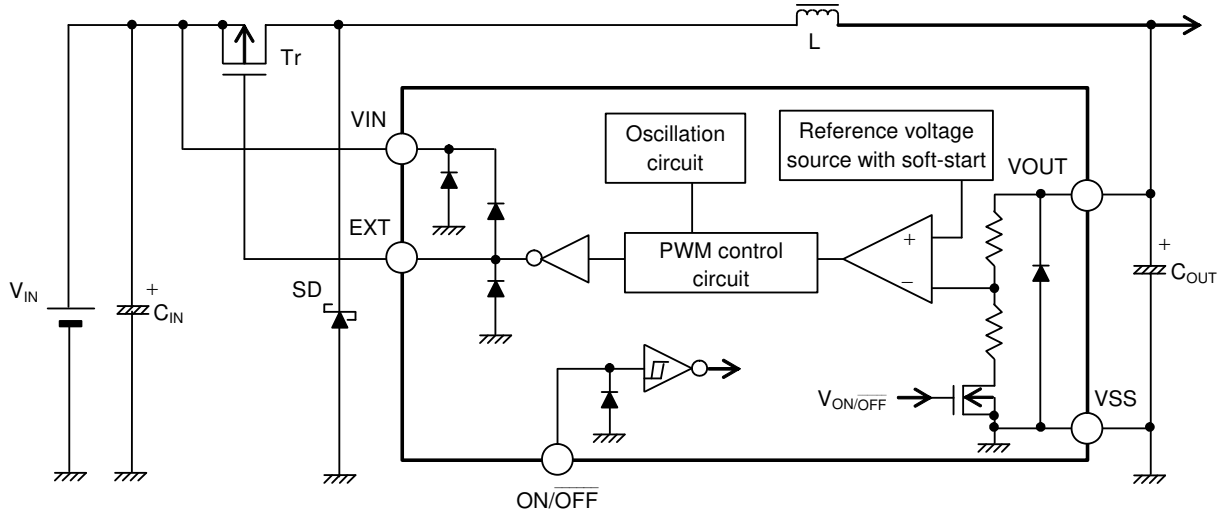 L
Tr
VIN
Oscillation
circuit
Reference voltage
source with soft-start
VOUT
EXT
PWM control
circuit
+
−
+
COUT
VIN
+
CIN
SD
VON/OFF
VSS
ON/OFF